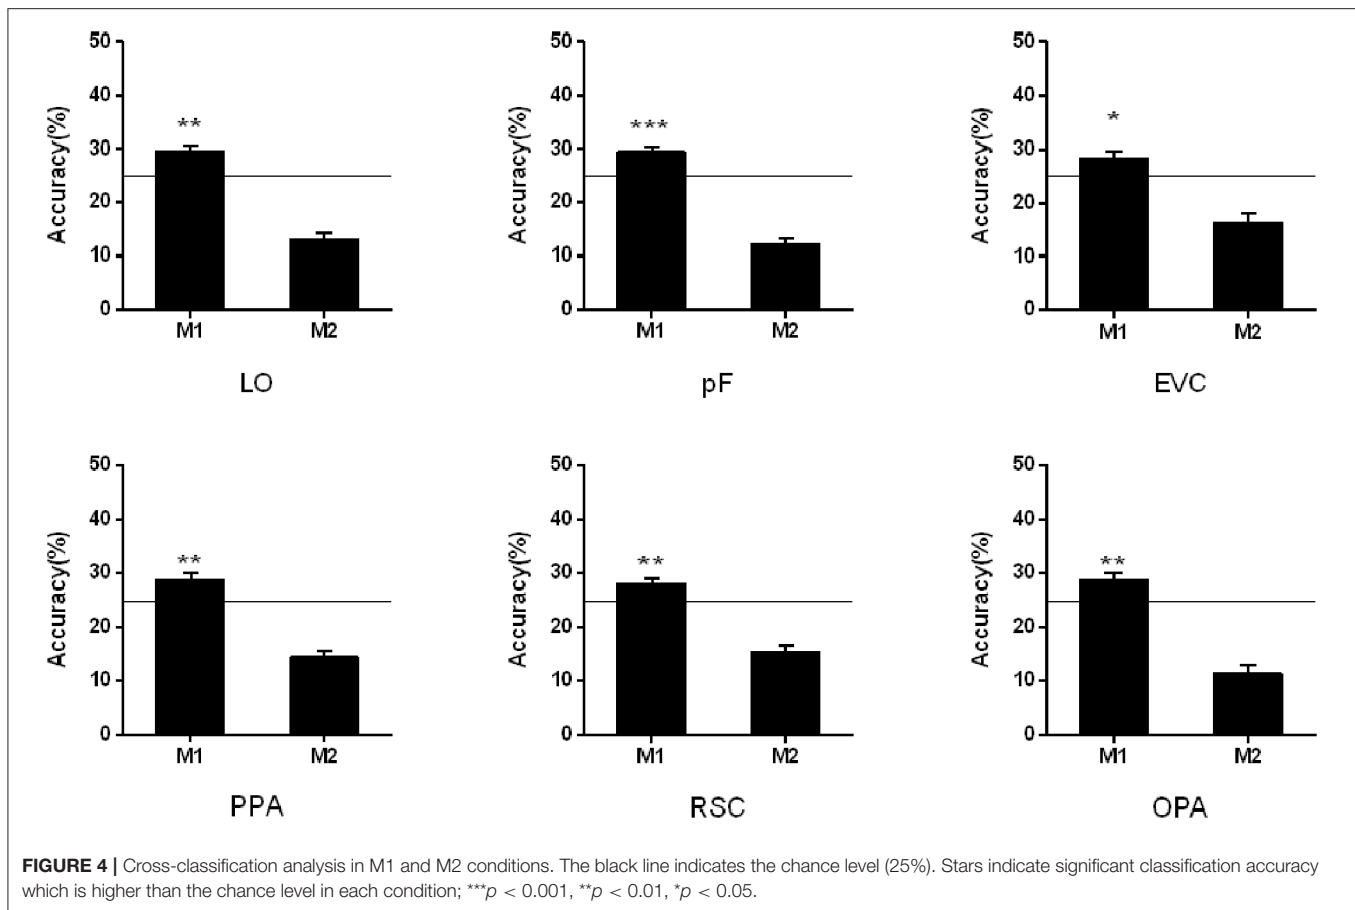 50
40
30
20
10
0
Accuracy(%)
**
M1
M2
LO
50
40
30
20
10
0
Accuracy(%)
***
M1
M2
pF
50
40
30
20
10
0
Accuracy(%)
*
M1
M2
EVC
50
40
30
20
10
0
Accuracy(%)
**
M1
M2
PPA
50
40
30
20
10
0
Accuracy(%)
**
M1
M2
RSC
50
40
30
20
10
0
Accuracy(%)
**
M1
M2
OPA
FIGURE 4 | Cross-classification analysis in M1 and M2 conditions. The black line indicates the chance level (25%). Stars indicate significant classification accuracy
which is higher than the chance level in each condition; ***p < 0.001, **p < 0.01, *p < 0.05.